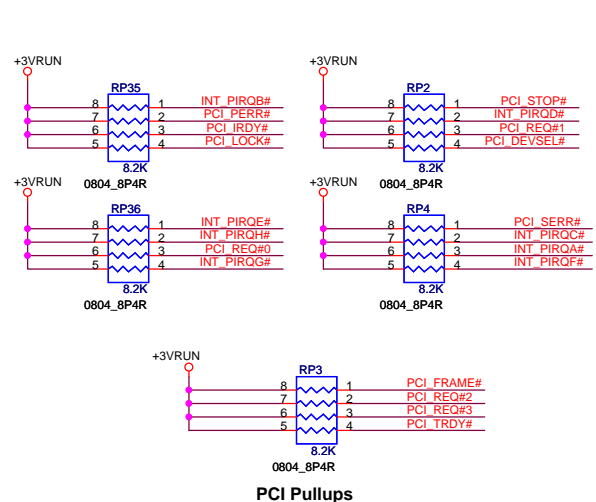 +3VRUN
RP35
8 1 INT_PIRQB#
7 2 PCI_PERR#
6 3 PCI_IRDY#
5 4 PCI_LOCK#
8.2K
0804_8P4R
+3VRUN
RP2
8 1 PCI_STOP#
7 2 INT_PIRQD#
6 3 PCI_REQ#1
5 4 PCI_DEVSEL#
8.2K
0804_8P4R
+3VRUN
RP36
8 1 INT_PIRQE#
7 2 INT_PIRQH#
6 3 PCI_REQ#0
5 4 INT_PIRQG#
8.2K
0804_8P4R
+3VRUN
RP4
8 1 PCI_SERR#
7 2 INT_PIRQC#
6 3 INT_PIRQA#
5 4 INT_PIRQF#
8.2K
0804_8P4R
+3VRUN
RP3
8 1 PCI_FRAME#
7 2 PCI_REQ#2
6 3 PCI_REQ#3
5 4 PCI_TRDY#
8.2K
0804_8P4R
PCI Pullups